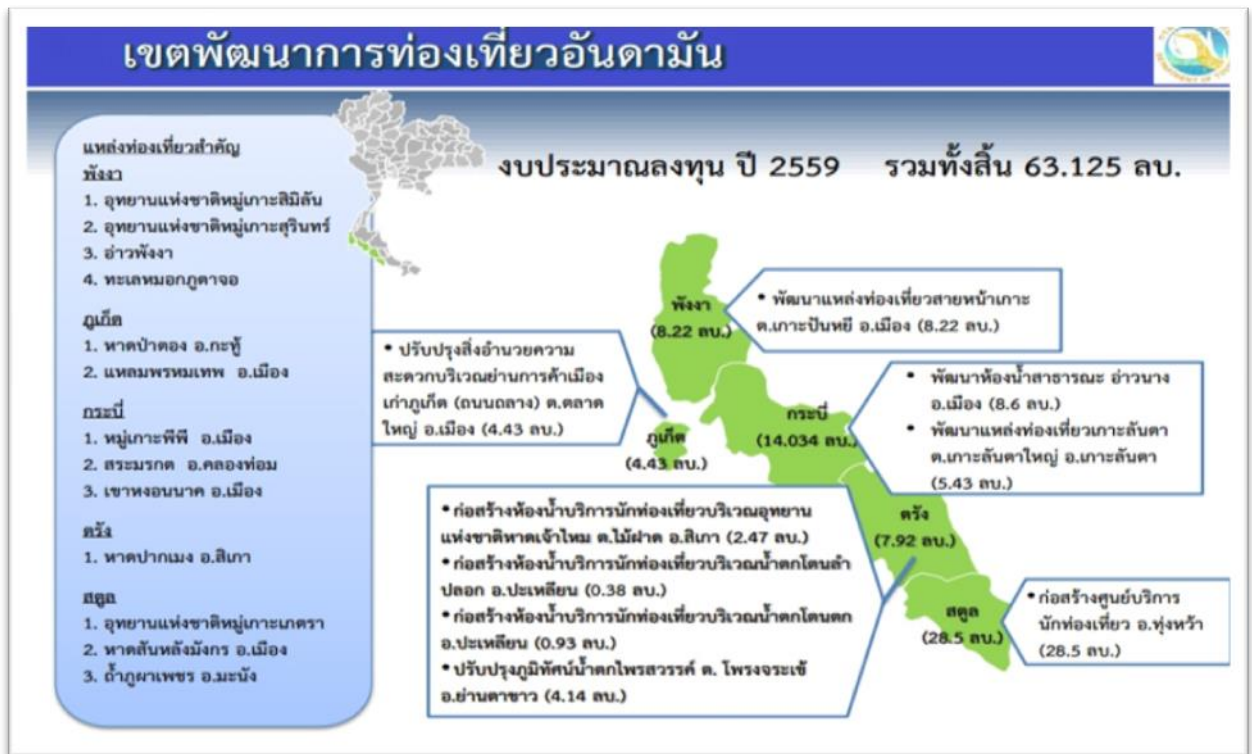 เขตพัฒนาการท่องเที่ยวอันดามัน
งบประมาณลงทุน ปี 2559 รวมทั้งสิ้น 63.125 ลบ.
แหล่งท่องเที่ยวสำคัญ
พังงา
1. อุทยานแห่งชาติหมู่เกาะสิมิลัน
2. อุทยานแห่งชาติหมู่เกาะสุรินทร์
3. อ่าวพังงา
4. ทะเลหมอกภูตาจอ
ภูเก็ต
1. หาดป่าตอง อ.กะทู้
2. แหลมพรหมเทพ อ.เมือง
กระบี่
1. หมู่เกาะพีพี อ.เมือง
2. สระมรกต อ.คลองท่อม
3. เขาหงอนนาค อ.เมือง
ตรัง
1. หาดปากเมง อ.สิเกา
สตูล
1. อุทยานแห่งชาติหมู่เกาะเภตรา
2. หาดสันหลังมังกร อ.เมือง
3. ถ้ำภูผาเพชร อ.มะนัง
พังงา
(8.22 ลบ.)
* พัฒนาแหล่งท่องเที่ยวสายหน้าเกาะ
ต.เกาะปันหยี อ.เมือง (8.22 ลบ.)
* ปรับปรุงสิ่งอำนวยความ
สะดวกบริเวณย่านการค้าเมือง
เก่าภูเก็ต (ถนนถลาง) ต.ตลาด
ใหญ่ อ.เมือง (4.43 ลบ.)
ภูเก็ต
(4.43 ลบ.)
กระบี่
(14.034 ลบ.)
* พัฒนาห้องน้ำสาธารณะ อ่าวนาง
อ.เมือง (8.6 ลบ.)
* พัฒนาแหล่งท่องเที่ยวเกาะลันตา
ต.เกาะลันตาใหญ่ อ.เกาะลันตา
(5.43 ลบ.)
* ก่อสร้างห้องน้ำบริการนักท่องเที่ยวบริเวณอุทยาน
แห่งชาติหาดเจ้าไหม ต.ไม้ฝาด อ.สิเกา (2.47 ลบ.)
* ก่อสร้างห้องน้ำบริการนักท่องเที่ยวบริเวณน้ำตกโตนลำ
ปลอก อ.ปะเหลียน (0.38 ลบ.)
* ก่อสร้างห้องน้ำบริการนักท่องเที่ยวบริเวณน้ำตกโตนตก
อ.ปะเหลียน (0.93 ลบ.)
* ปรับปรุงภูมิทัศน์น้ำตกไพรสวรรค์ ต. โพรงจระเข้
อ.ย่านตาขาว (4.14 ลบ.)
ตรัง
(7.92 ลบ.)
สตูล
(28.5 ลบ.)
* ก่อสร้างศูนย์บริการ
นักท่องเที่ยว อ.ทุ่งหว้า
(28.5 ลบ.)